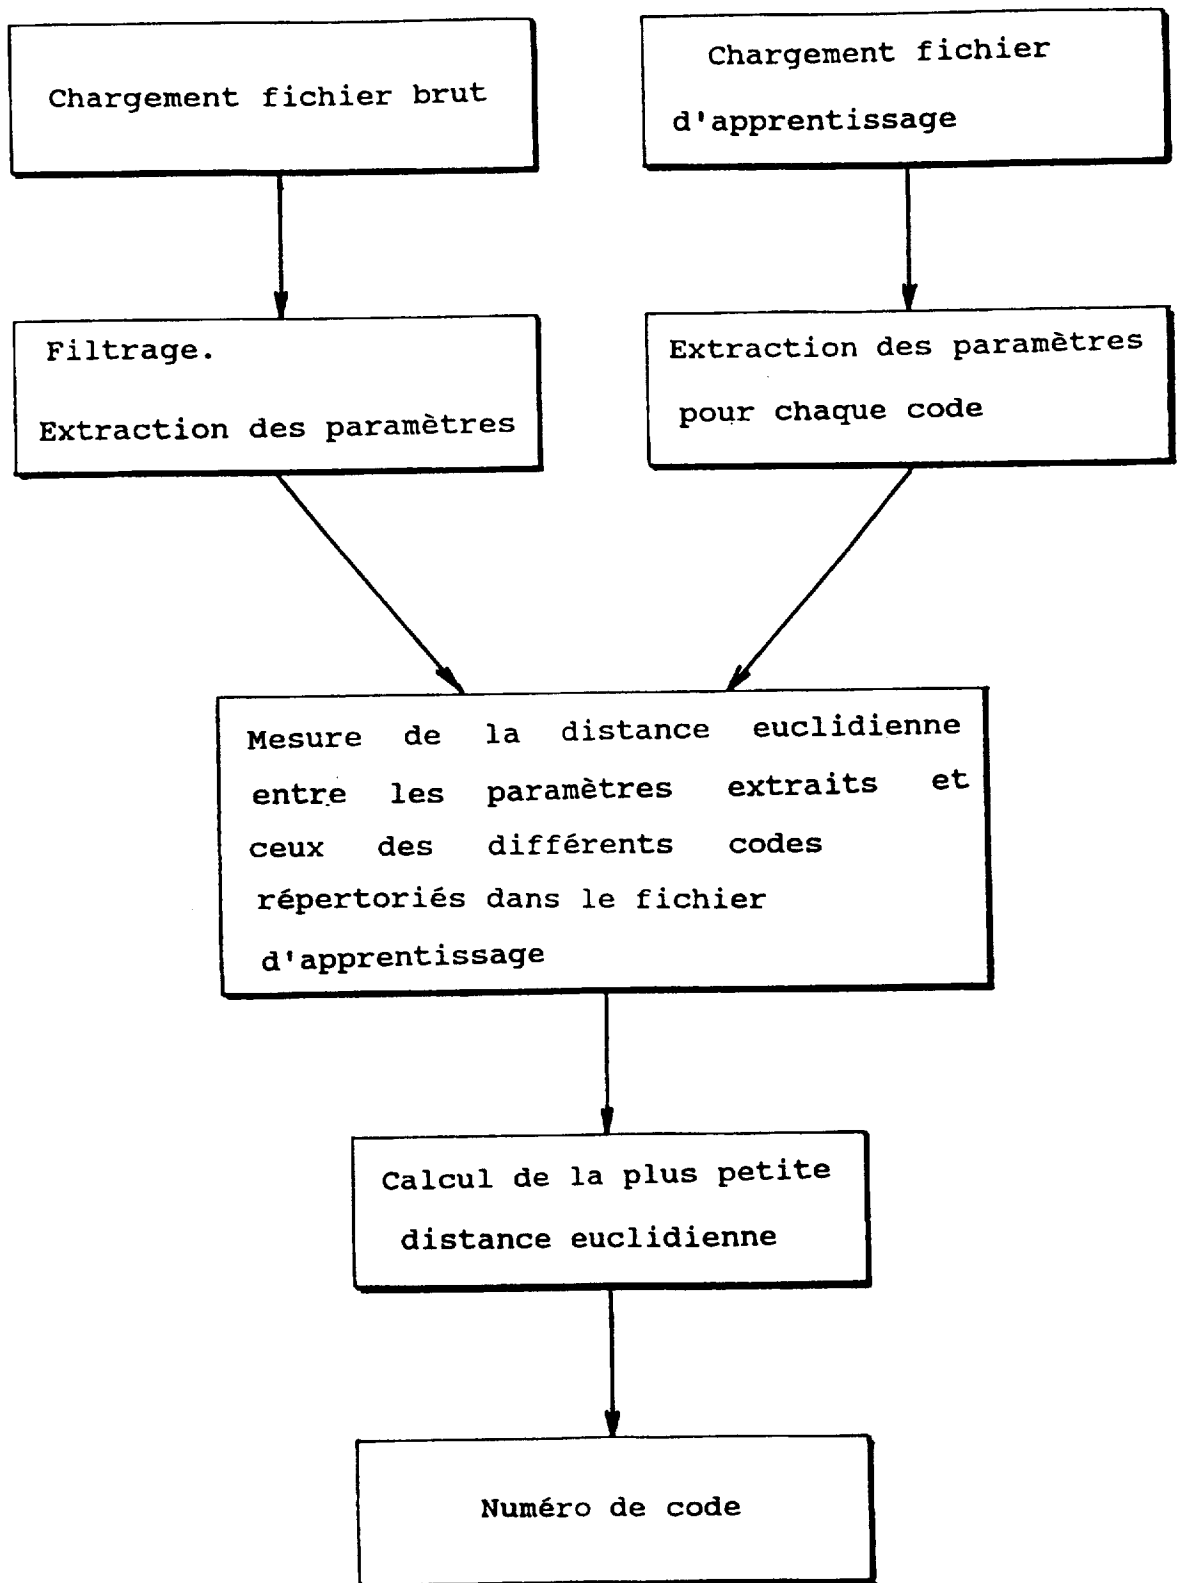 Chargement fichier brut
Chargement fichier
d'apprentissage
Filtrage.
Extraction des paramètres
Extraction des paramètres
pour chaque code
Mesure de la distance euclidienne
entre les paramètres extraits et
ceux des différents codes
répertoriés dans le fichier
d'apprentissage
Calcul de la plus petite
distance euclidienne
Numéro de code